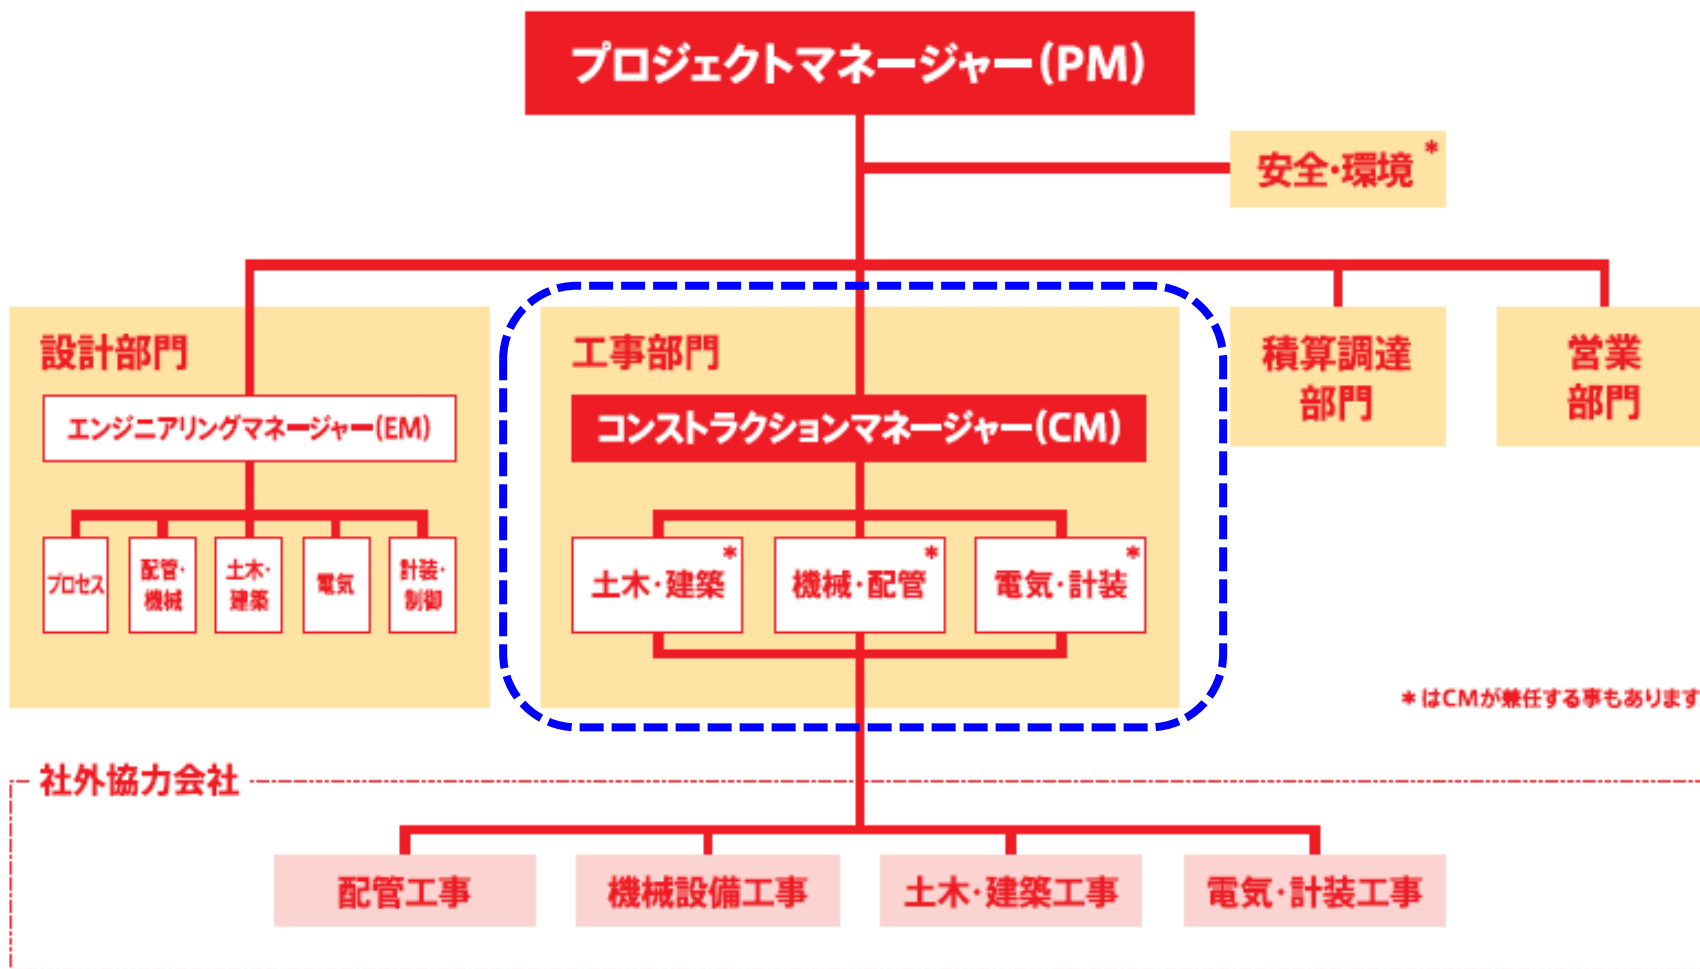 プロジェクトマネージャー(PM)
安全・環境*
設計部門
エンジニアリングマネージャー(EM)
プロセス
配管・
機械
土木・
建築
電気
計装・
制御
工事部門
コンストラクションマネージャー(CM)
土木・建築*
機械・配管*
電気・計装*
積算調達
部門
営業
部門
*はCMが兼任する事もあります
社外協力会社
配管工事
機械設備工事
土木・建築工事
電気・計装工事